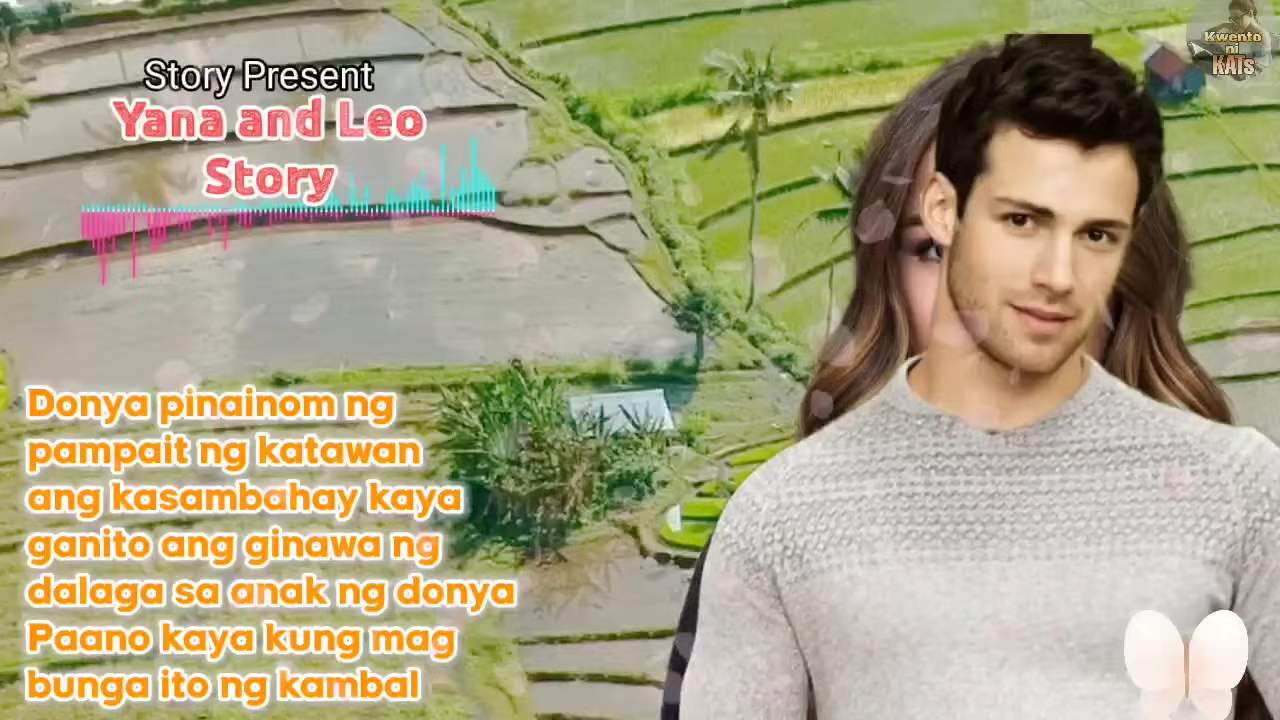 Story Present
Yana and Leo
Story
Kwento
ni
KATs
Donya pinainom ng
pampait ng katawan
ang kasambahay kaya
ganito ang ginawa ng
dalaga sa anak ng donya
Paano kaya kung mag
bunga ito ng kambal